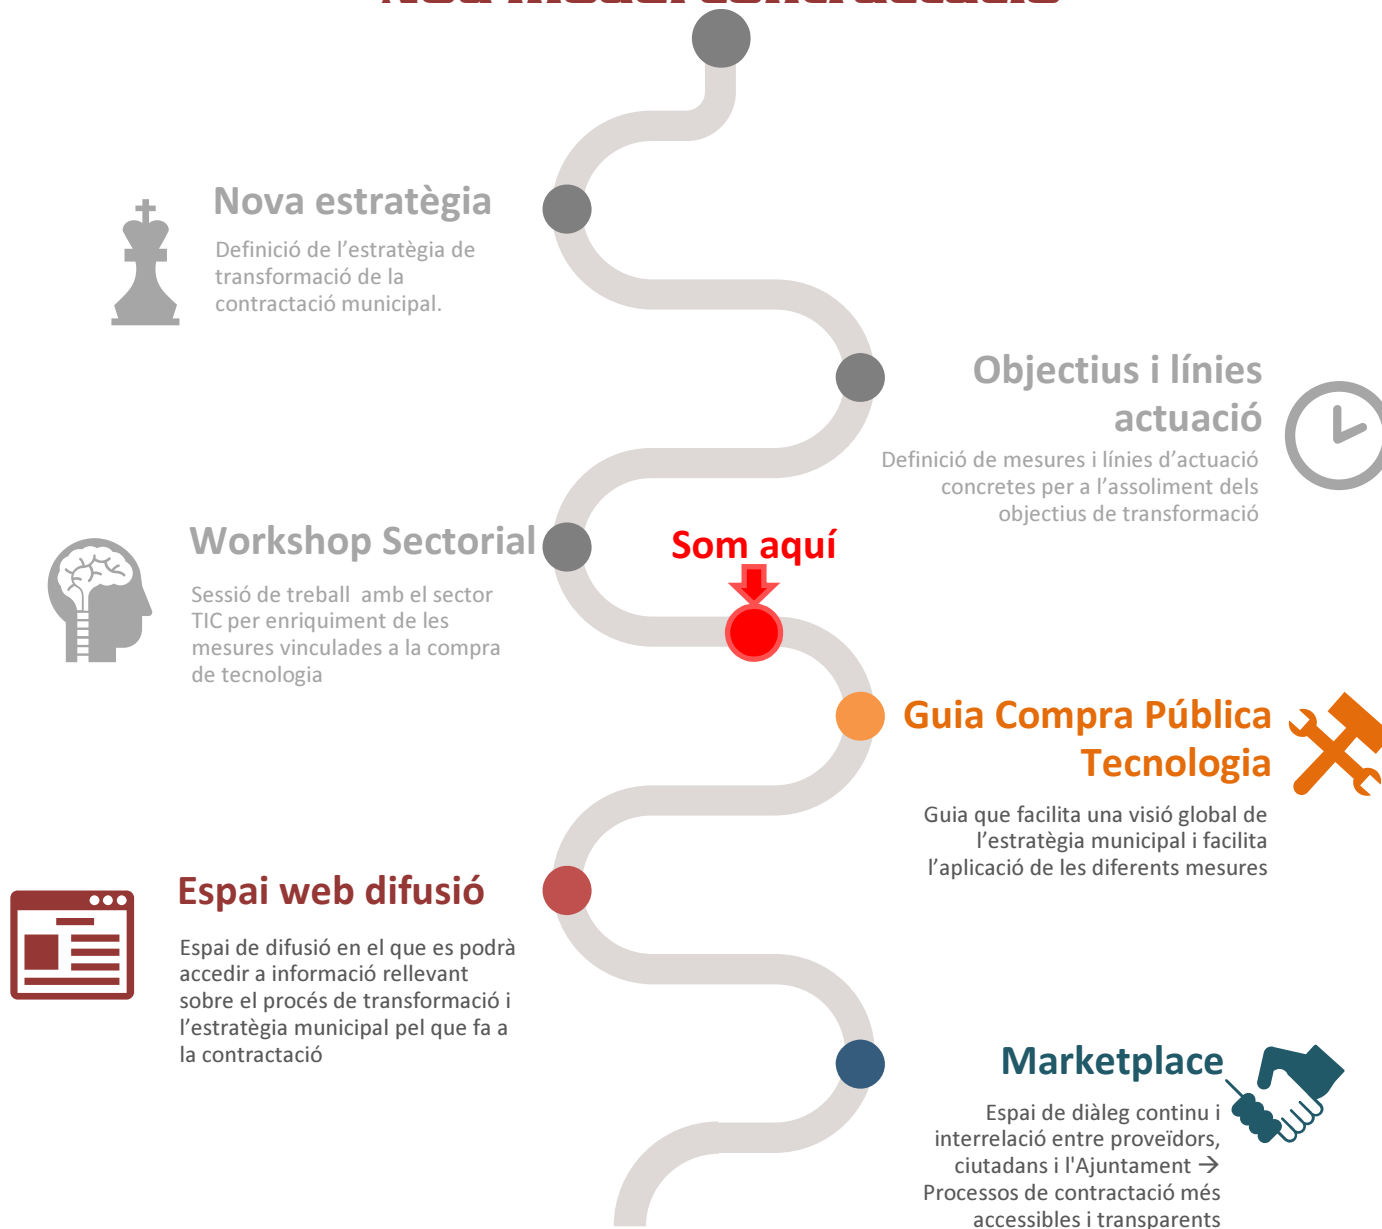 Nou model contractació
Nova estratègia
Definició de l’estratègia de
transformació de la
contractació municipal.
Objectius i línies
actuació
Definició de mesures i línies d’actuació
concretes per a l’assoliment dels
objectius de transformació
Workshop Sectorial
Sessió de treball  amb el sector
TIC per enriquiment de les
mesures vinculades a la compra
de tecnologia
Som aquí
Guia Compra Pública
Tecnologia
Guia que facilita una visió global de
l’estratègia municipal i facilita
l’aplicació de les diferents mesures
Espai web difusió
Espai de difusió en el que es podrà
accedir a informació rellevant
sobre el procés de transformació i
l’estratègia municipal pel que fa a
la contractació
Marketplace
Espai de diàleg continu i
interrelació entre proveïdors,
ciutadans i l'Ajuntament →
Processos de contractació més
accessibles i transparents